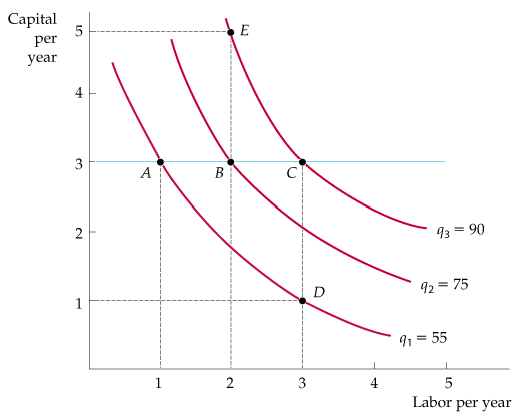 Capital
per
year
5
E
4
3
A
B
C
2
q3 = 90
q2 = 75
1
D
q1 = 55
1 2 3 4 5
Labor per year